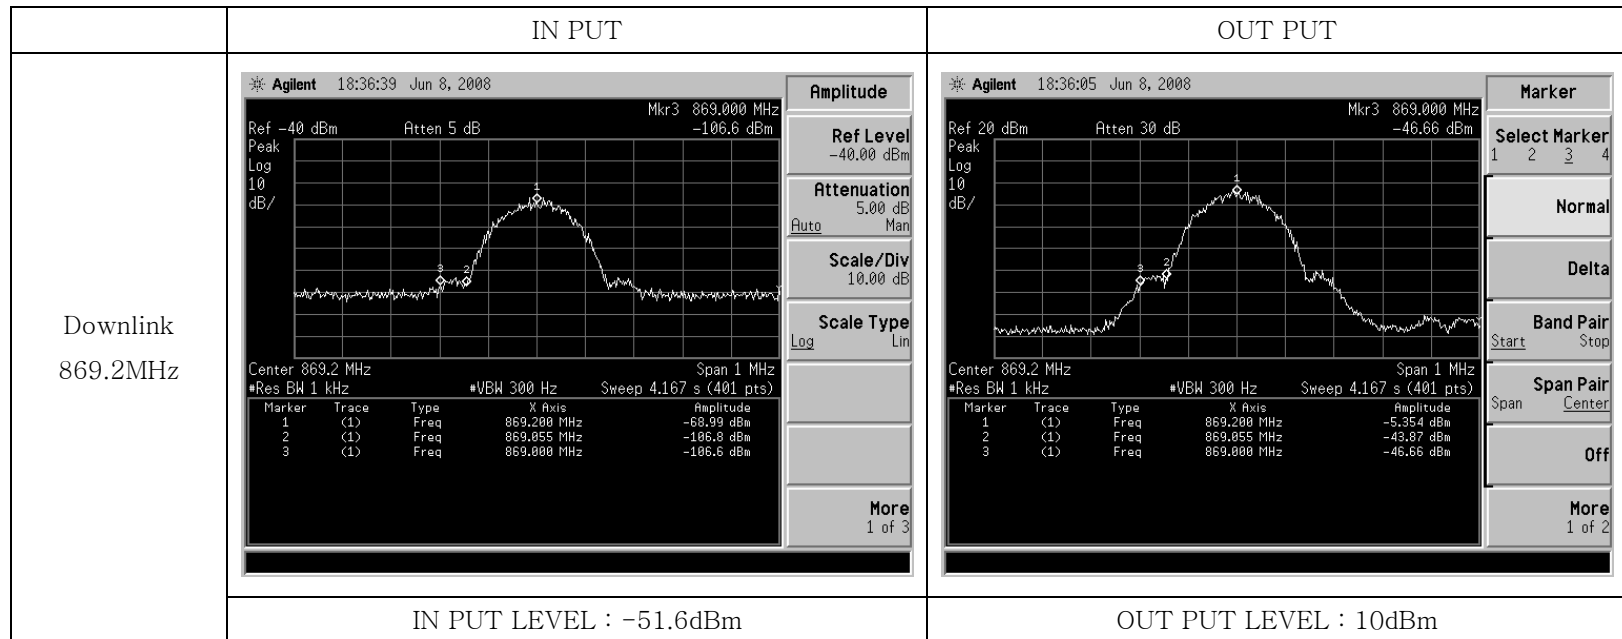 IN PUT
OUT PUT
Downlink
869.2MHz
Agilent 18:36:39 Jun 8, 2008
Amplitude
Mkr3 869.000 MHz
Ref -40 dBm Atten 5 dB -106.6 dBm
Peak
Log
10
dB/
1
3
2
Center 869.2 MHz Span 1 MHz
#Res BW 1 kHz #VBW 300 Hz Sweep 4.167 s (401 pts)
Marker Trace Type X Axis Amplitude
1 (1) Freq 869.200 MHz -68.99 dBm
2 (1) Freq 869.055 MHz -106.8 dBm
3 (1) Freq 869.000 MHz -106.6 dBm
Ref Level
-40.00 dBm
Attenuation
5.00 dB
Auto Man
Scale/Div
10.00 dB
Scale Type
Log Lin
More
1 of 3
Agilent 18:36:05 Jun 8, 2008
Marker
Mkr3 869.000 MHz
Ref 20 dBm Atten 30 dB -46.66 dBm
Peak
Log
10
dB/
1
3
2
Center 869.2 MHz Span 1 MHz
#Res BW 1 kHz #VBW 300 Hz Sweep 4.167 s (401 pts)
Marker Trace Type X Axis Amplitude
1 (1) Freq 869.200 MHz -5.354 dBm
2 (1) Freq 869.055 MHz -43.87 dBm
3 (1) Freq 869.000 MHz -46.66 dBm
Select Marker
1 2 3 4
Normal
Delta
Band Pair
Start Stop
Span Pair
Span Center
Off
More
1 of 2
IN PUT LEVEL : -51.6dBm
OUT PUT LEVEL : 10dBm